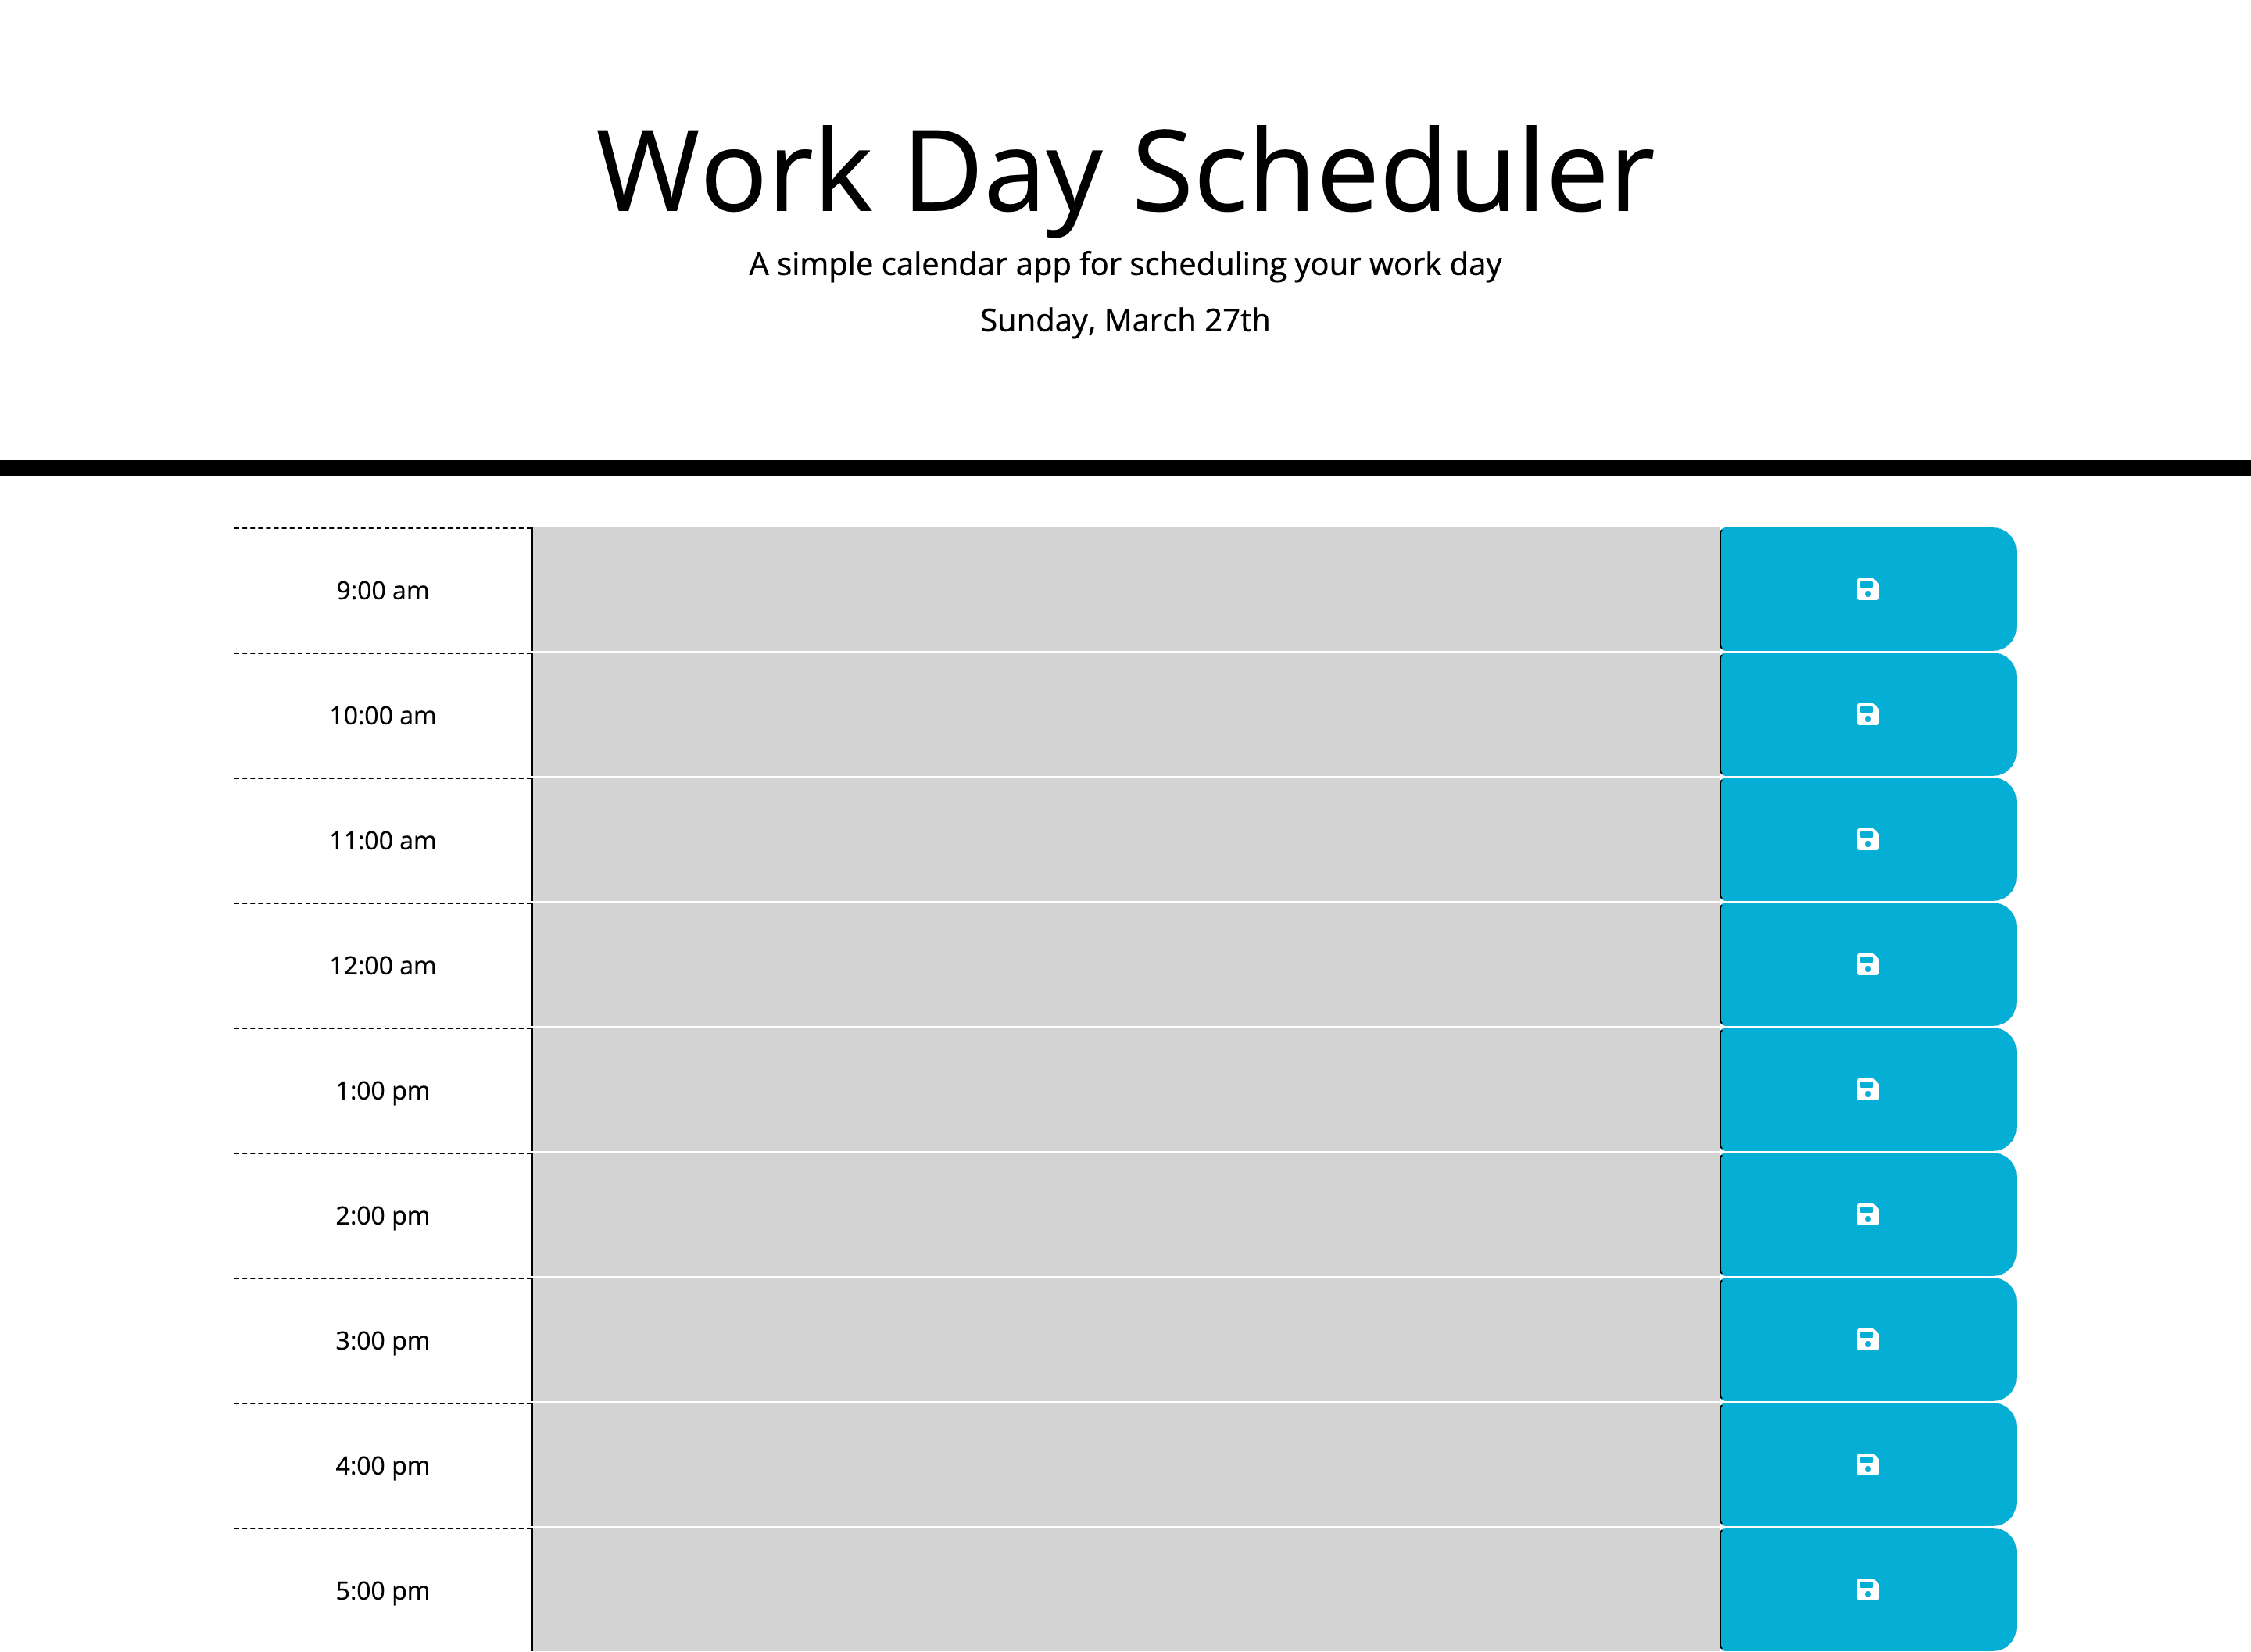 Work Day Scheduler
A simple calendar app for scheduling your work day
Sunday, March 27th
9:00 am
10:00 am
11:00 am
12:00 am
1:00 pm
2:00 pm
3:00 pm
4:00 pm
5:00 pm